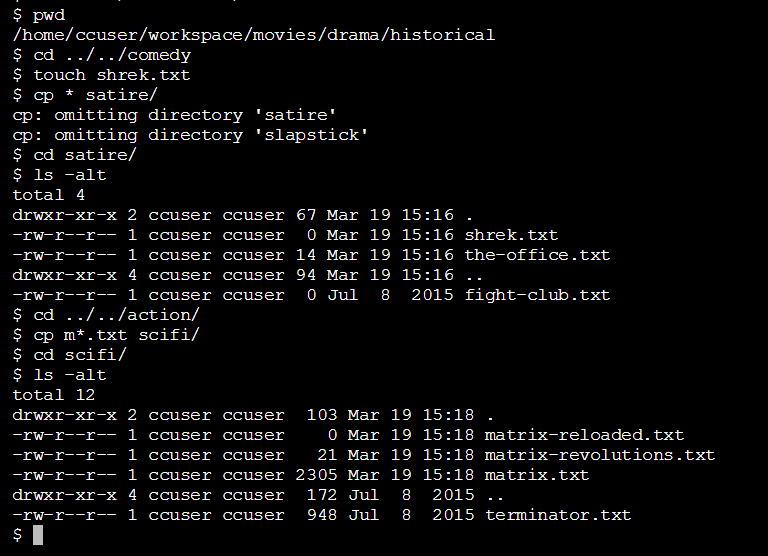 $ pwd
/home/ccuser/workspace/movies/drama/historical
$ cd ../../comedy
$ touch shrek.txt
$ cp * satire/
cp: omitting directory 'satire'
cp: omitting directory 'slapstick'
$ cd satire/
$ ls -alt
total 4
drwxr-xr-x 2 ccuser ccuser 67 Mar 19 15:16 .
-rw-r--r-- 1 ccuser ccuser  0 Mar 19 15:16 shrek.txt
-rw-r--r-- 1 ccuser ccuser 14 Mar 19 15:16 the-office.txt
drwxr-xr-x 4 ccuser ccuser 94 Mar 19 15:16 ..
-rw-r--r-- 1 ccuser ccuser  0 Jul  8  2015 fight-club.txt
$ cd ../../action/
$ cp m*.txt scifi/
$ cd scifi/
$ ls -alt
total 12
drwxr-xr-x 2 ccuser ccuser  103 Mar 19 15:18 .
-rw-r--r-- 1 ccuser ccuser    0 Mar 19 15:18 matrix-reloaded.txt
-rw-r--r-- 1 ccuser ccuser   21 Mar 19 15:18 matrix-revolutions.txt
-rw-r--r-- 1 ccuser ccuser 2305 Mar 19 15:18 matrix.txt
drwxr-xr-x 4 ccuser ccuser  172 Jul  8  2015 ..
-rw-r--r-- 1 ccuser ccuser  948 Jul  8  2015 terminator.txt
$